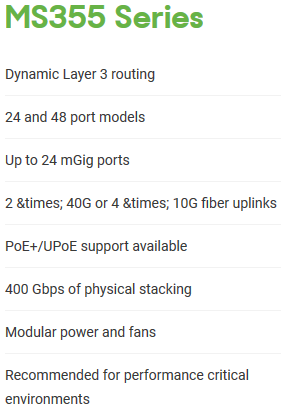 MS355 Series
Dynamic Layer 3 routing
24 and 48 port models
Up to 24 mGig ports
2 &times; 40G or 4 &times; 10G fiber uplinks
PoE+/UPoE support available
400 Gbps of physical stacking
Modular power and fans
Recommended for performance critical
environments